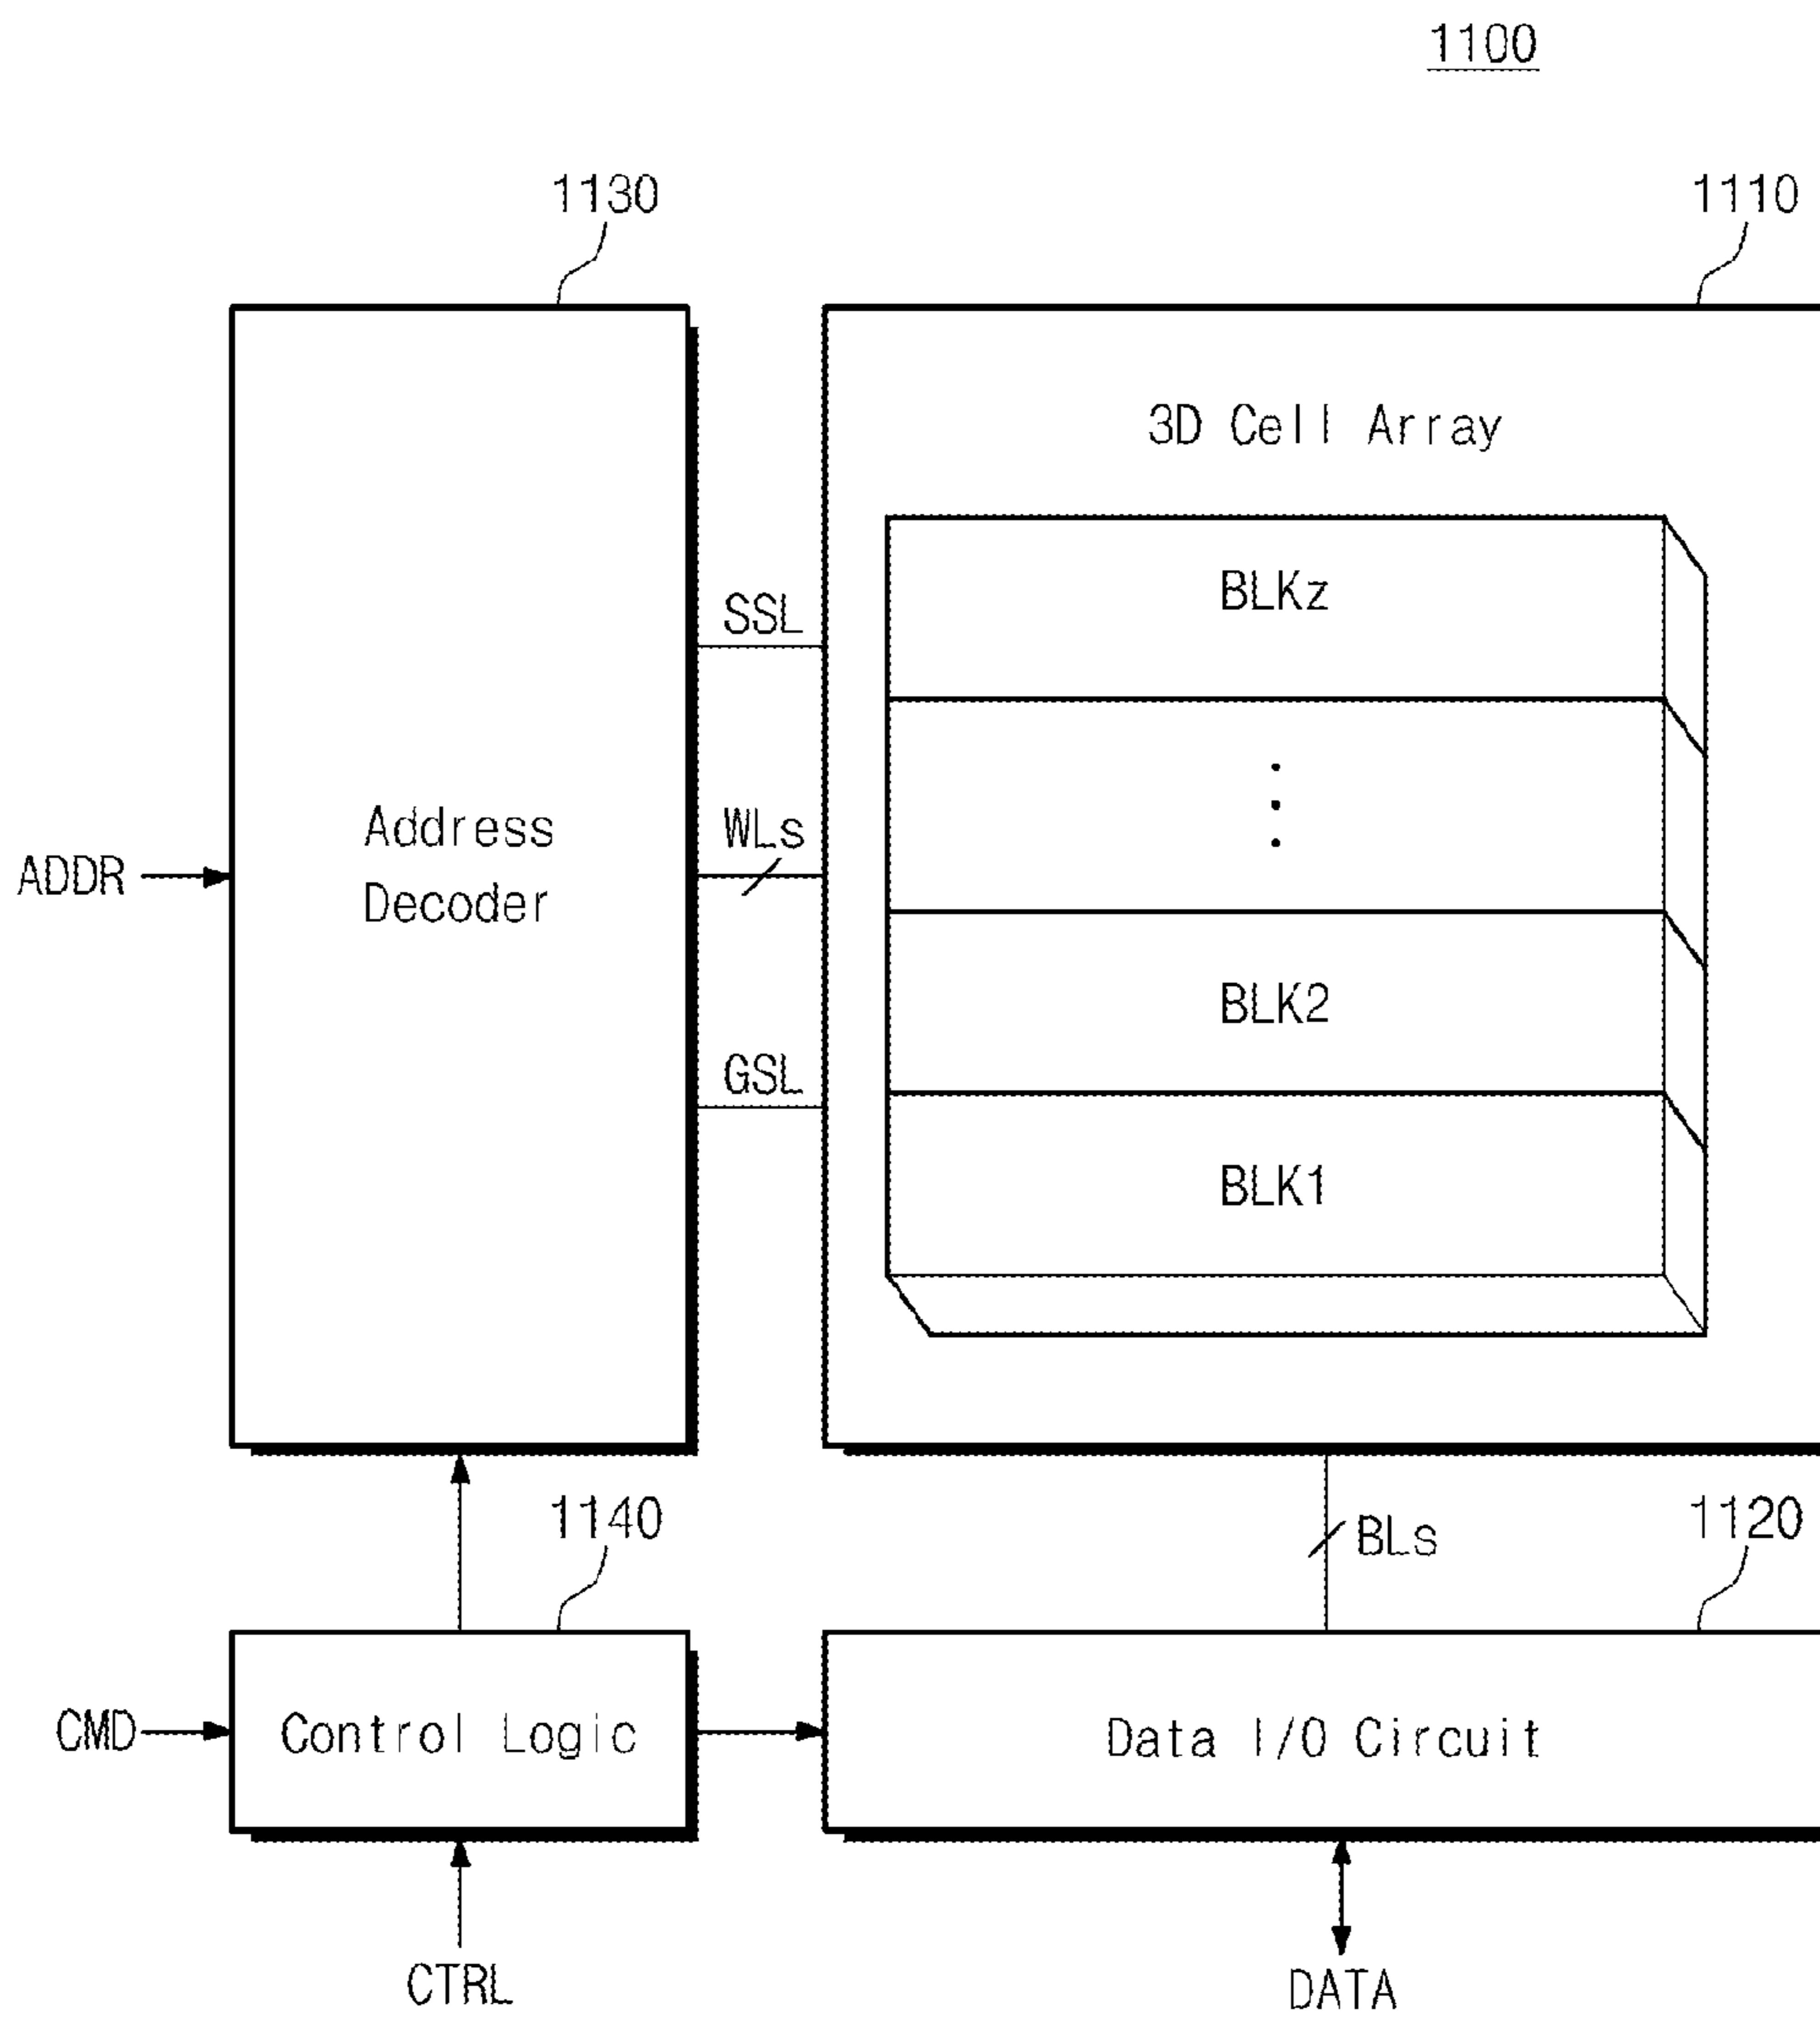 1100
1130
1110
3D Cell Array
BLKz
SSL
Address
Decoder
WLs
ADDR
BLK2
GSL
BLK1
1140
1120
BLs
CMD
Control Logic
Data I/O Circuit
CTRL
DATA